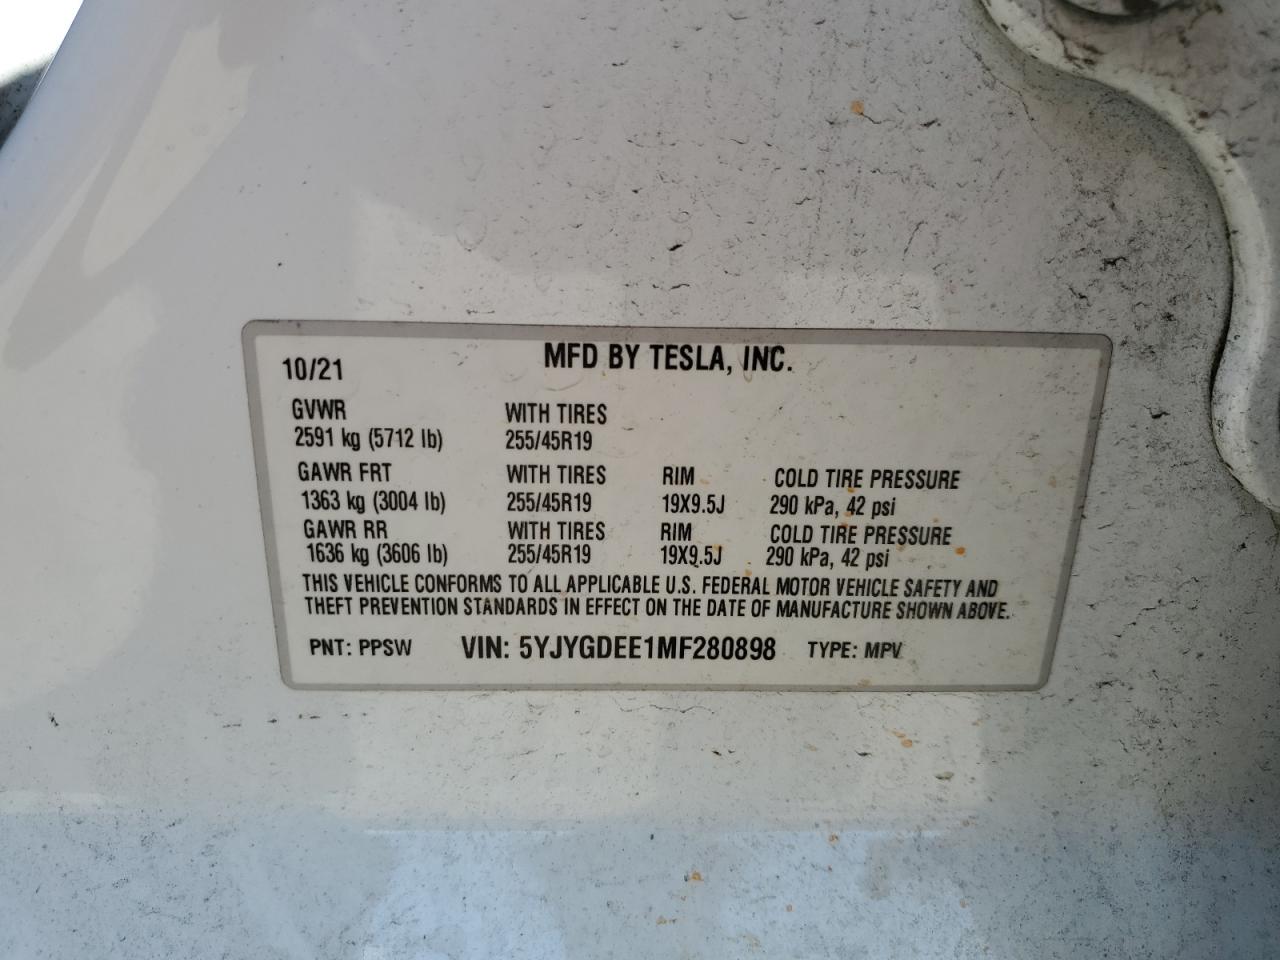 10/21 MFD BY TESLA, INC.
GVWR WITH TIRES
2591 kg (5712 lb) 255/45R19
GAWR FRT WITH TIRES RIM COLD TIRE PRESSURE
1363 kg (3004 lb) 255/45R19 19X9.5J 290 kPa, 42 psi
GAWR RR WITH TIRES RIM COLD TIRE PRESSURE
1636 kg (3606 lb) 255/45R19 19X9.5J 290 kPa, 42 psi
THIS VEHICLE CONFORMS TO ALL APPLICABLE U.S. FEDERAL MOTOR VEHICLE SAFETY AND
THEFT PREVENTION STANDARDS IN EFFECT ON THE DATE OF MANUFACTURE SHOWN ABOVE.
PNT: PPSW VIN: 5YJYGDEE1MF280898 TYPE: MPV